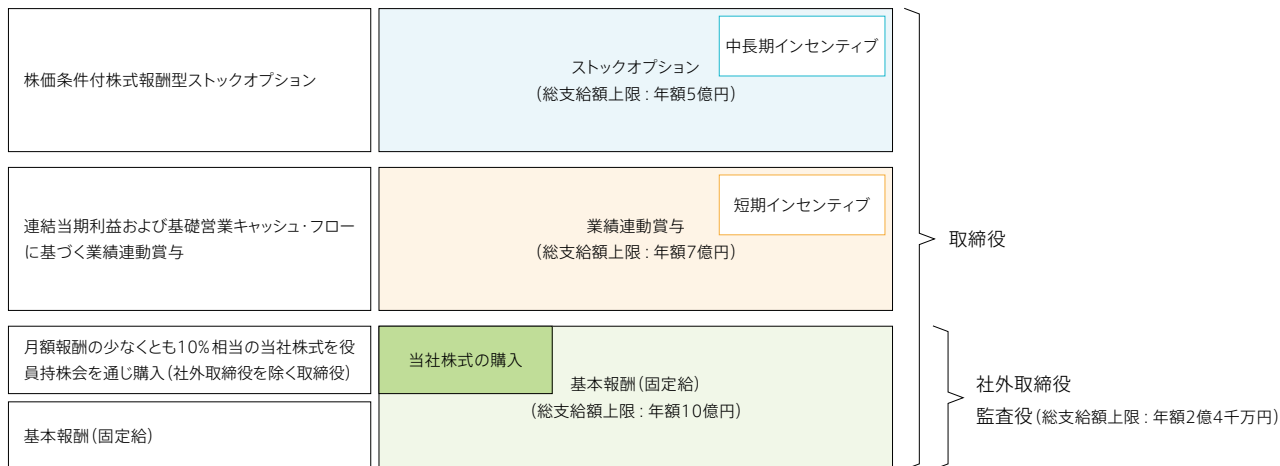 株価条件付株式報酬型ストックオプション
中長期インセンティブ
ストックオプション
(総支給額上限：年額5億円)
連結当期利益および基礎営業キャッシュ・フロー
に基づく業績連動賞与
短期インセンティブ
業績連動賞与
(総支給額上限：年額7億円)
取締役
月額報酬の少なくとも10%相当の当社株式を役
員持株会を通じ購入(社外取締役を除く取締役)
当社株式の購入
基本報酬(固定給)
(総支給額上限：年額10億円)
基本報酬(固定給)
社外取締役
監査役(総支給額上限：年額2億4千万円)